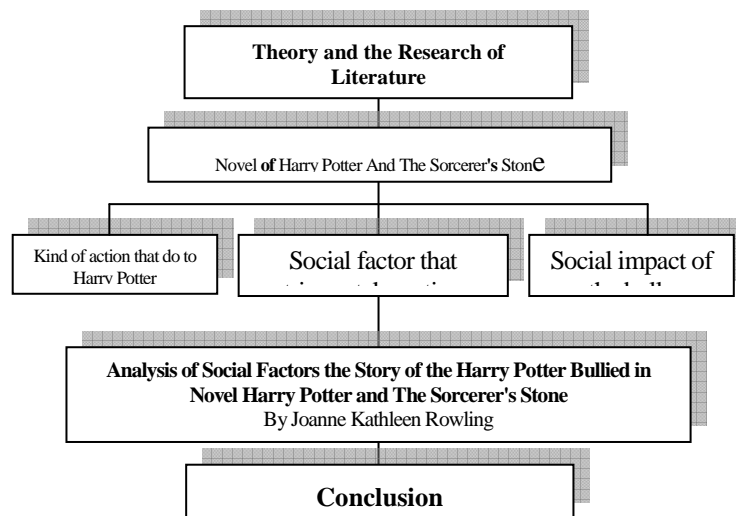 Theory and the Research of
Literature
Novel of Harry Potter And The Sorcerer's Stone
Kind of action that do to
Harry Potter
Social factor that
Social impact of
Analysis of Social Factors the Story of the Harry Potter Bullied in
Novel Harry Potter and The Sorcerer's Stone
By Joanne Kathleen Rowling
Conclusion